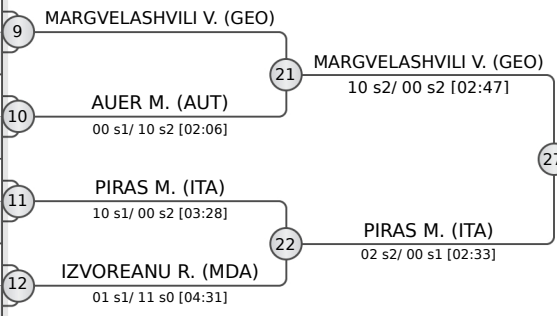 MARGVELASHVILI V. (GEO)
9
MARGVELASHVILI V. (GEO)
21
10 s2/ 00 s2 [02:47]
AUER M. (AUT)
10
00 s1/ 10 s2 [02:06]
27
PIRAS M. (ITA)
11
10 s1/ 00 s2 [03:28]
PIRAS M. (ITA)
22
02 s2/ 00 s1 [02:33]
IZVOREANU R. (MDA)
12
01 s1/ 11 s0 [04:31]